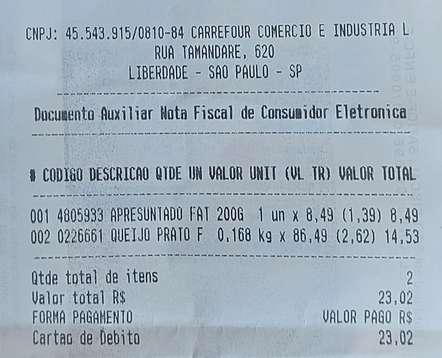 CNPJ: 45.543.915/0810-84 CARREFOUR COMERCIO E INDUSTRIA L
RUA TAMANDARE, 620
LIBERDADE - SAO PAULO - SP
Documento Auxiliar Nota Fiscal de Consumidor Eletronica
# CODIGO DESCRICAO QTDE UN VALOR UNIT (VL TR) VALOR TOTAL
001 4805933 APRESUNTADO FAT 200G 1 un x 8,49 (1,39) 8,49
002 0226661 QUEIJO PRATO F 0,168 kg x 86,49 (2,62) 14,53
Qtde total de itens 2
Valor total R$ 23,02
FORMA PAGAMENTO VALOR PAGO R$
Cartao de Debito 23,02